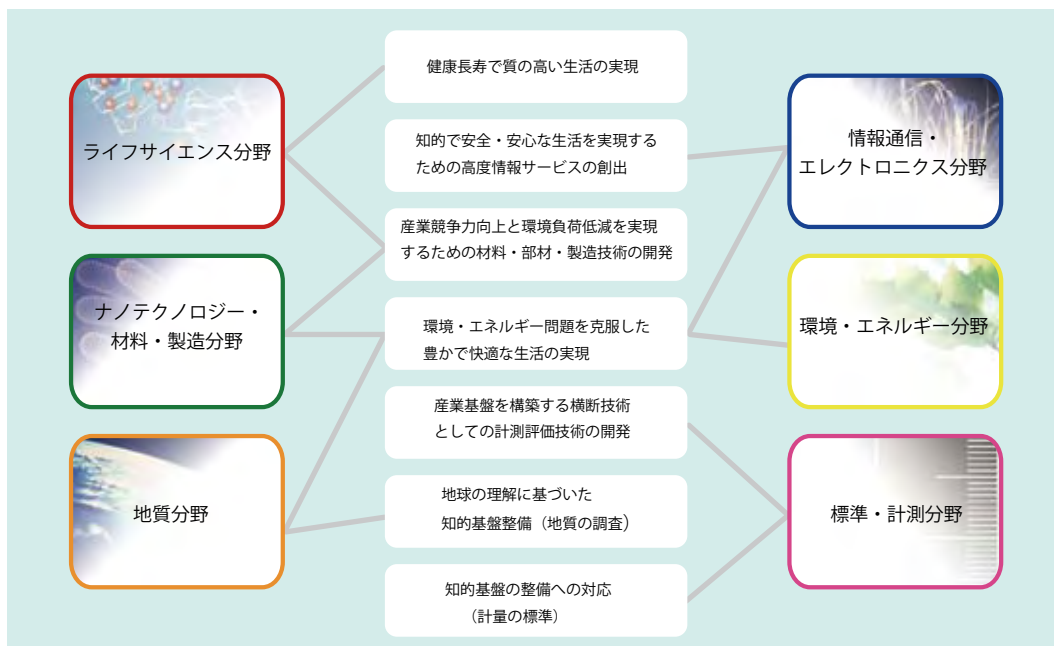 ライフサイエンス分野
ナノテクノロジー・
材料・製造分野
地質分野
健康長寿で質の高い生活の実現
知的で安全・安心な生活を実現する
ための高度情報サービスの創出
産業競争力向上と環境負荷低減を実現
するための材料・部材・製造技術の開発
環境・エネルギー問題を克服した
豊かで快適な生活の実現
産業基盤を構築する横断技術
としての計測評価技術の開発
地球の理解に基づいた
知的基盤整備（地質の調査）
知的基盤の整備への対応
（計量の標準）
情報通信・
エレクトロニクス分野
環境・エネルギー分野
標準・計測分野